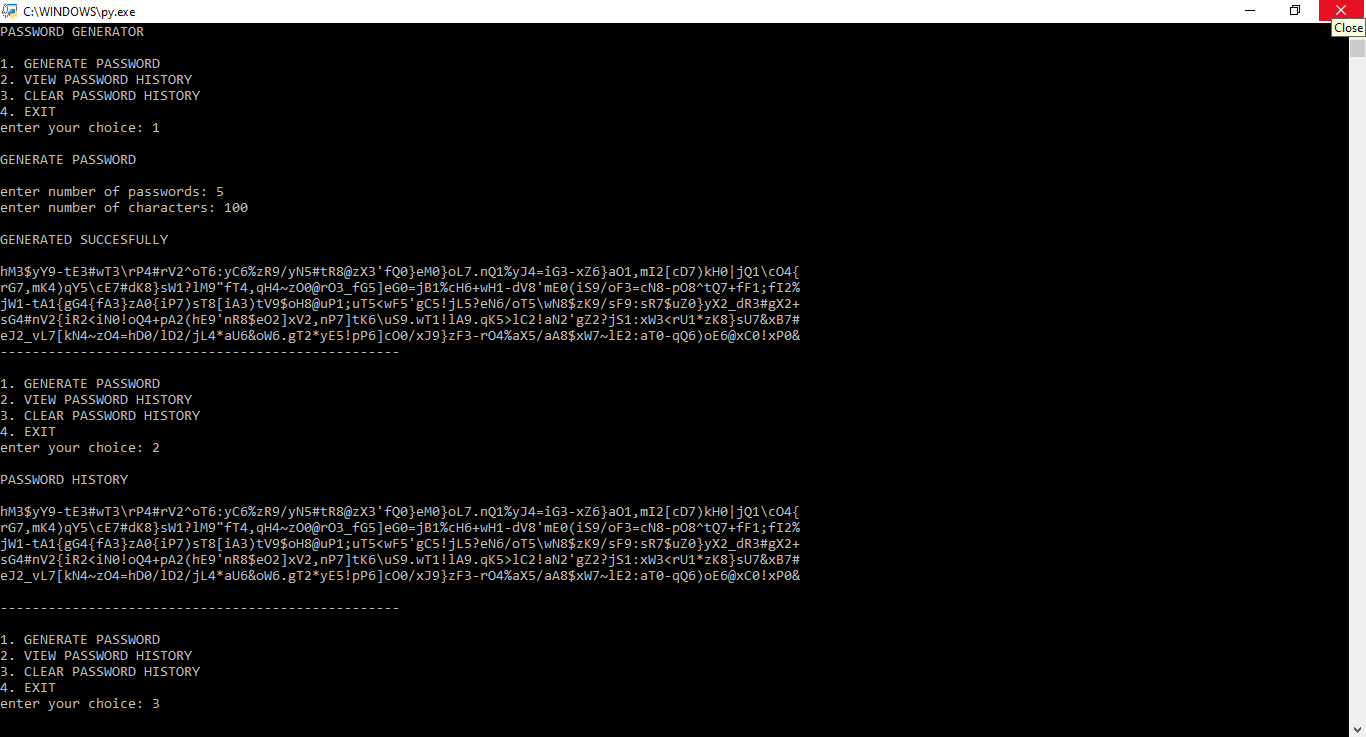 C:\WINDOWS\py.exe
Close
PASSWORD GENERATOR
1. GENERATE PASSWORD
2. VIEW PASSWORD HISTORY
3. CLEAR PASSWORD HISTORY
4. EXIT
enter your choice: 1
GENERATE PASSWORD
enter number of passwords: 5
enter number of characters: 100
GENERATED SUCCESFULLY
hM3$yY9-tE3#wT3\rP4#rV2^oT6:yC6%zR9/yN5#tR8@zX3'fQ0}eM0}oL7.nQ1%yJ4=iG3-xZ6}aO1,mI2[cD7)kH0|jQ1\cO4{
rG7,mK4)qY5\cE7#dK8}sW1?lM9"fT4,qH4~zO0@rO3_fG5]eG0=jB1%cH6+wH1-dV8'mE0(iS9/oF3=cN8-pO8^tQ7+fF1;fI2%
jW1-tA1{gG4{fA3}zA0{iP7)sT8[iA3)tV9$oH8@uP1;uT5<wF5'gC5!jL5?eN6/oT5\wN8$zK9/sF9:sR7$uZ0}yX2_dR3#gX2+
sG4#nV2{iR2<iN0!oQ4+pA2(hE9'nR8$eO2]xV2,nP7]tK6\uS9.wT1!lA9.qK5>lC2!aN2'gZ2?jS1:xW3<rU1*zK8}sU7&xB7#
eJ2_vL7[kN4~zO4=hD0/lD2/jL4*aU6&oW6.gT2*yE5!pP6]cO0/xJ9}zF3-rO4%aX5/aA8$xW7~lE2:aT0-qQ6)oE6@xC0!xP0&
--------------------------------------------------
1. GENERATE PASSWORD
2. VIEW PASSWORD HISTORY
3. CLEAR PASSWORD HISTORY
4. EXIT
enter your choice: 2
PASSWORD HISTORY
hM3$yY9-tE3#wT3\rP4#rV2^oT6:yC6%zR9/yN5#tR8@zX3'fQ0}eM0}oL7.nQ1%yJ4=iG3-xZ6}aO1,mI2[cD7)kH0|jQ1\cO4{
rG7,mK4)qY5\cE7#dK8}sW1?lM9"fT4,qH4~zO0@rO3_fG5]eG0=jB1%cH6+wH1-dV8'mE0(iS9/oF3=cN8-pO8^tQ7+fF1;fI2%
jW1-tA1{gG4{fA3}zA0{iP7)sT8[iA3)tV9$oH8@uP1;uT5<wF5'gC5!jL5?eN6/oT5\wN8$zK9/sF9:sR7$uZ0}yX2_dR3#gX2+
sG4#nV2{iR2<iN0!oQ4+pA2(hE9'nR8$eO2]xV2,nP7]tK6\uS9.wT1!lA9.qK5>lC2!aN2'gZ2?jS1:xW3<rU1*zK8}sU7&xB7#
eJ2_vL7[kN4~zO4=hD0/lD2/jL4*aU6&oW6.gT2*yE5!pP6]cO0/xJ9}zF3-rO4%aX5/aA8$xW7~lE2:aT0-qQ6)oE6@xC0!xP0&
--------------------------------------------------
1. GENERATE PASSWORD
2. VIEW PASSWORD HISTORY
3. CLEAR PASSWORD HISTORY
4. EXIT
enter your choice: 3